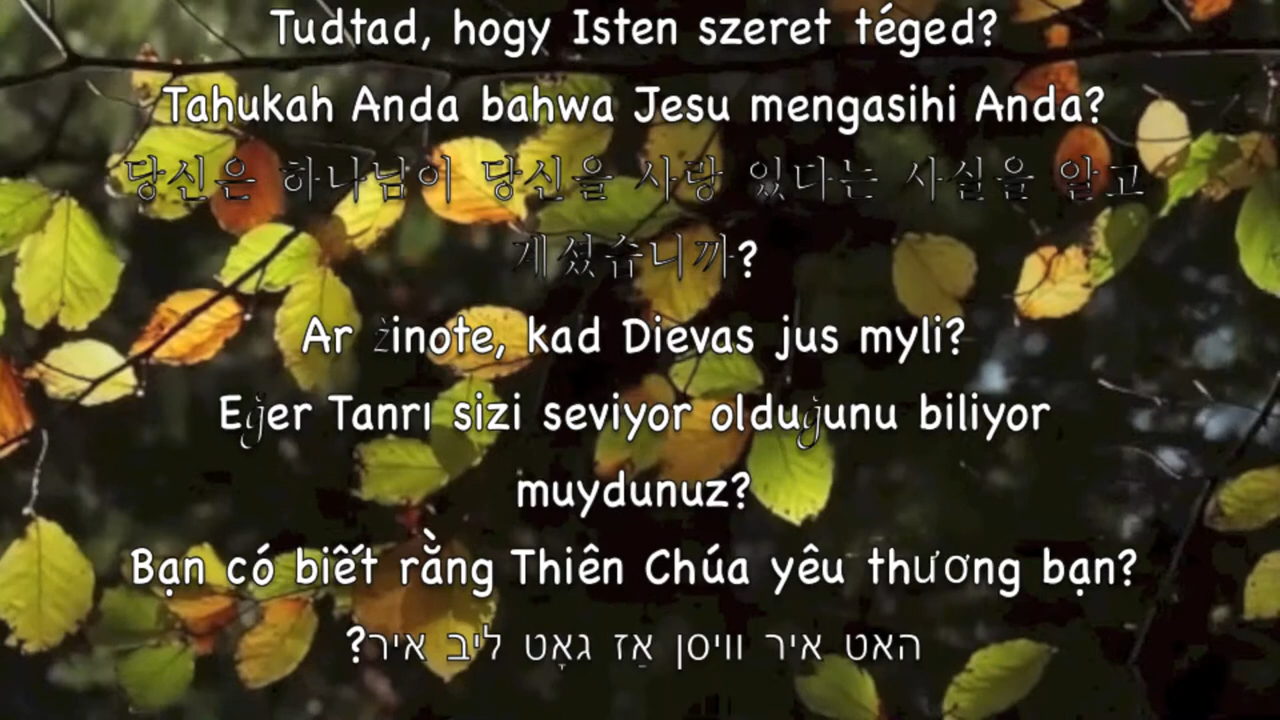 Tudtad, hogy Isten szeret téged?
Tahukah Anda bahwa Jesu mengasihi Anda?
당신은 하나님이 당신을 사랑 있다는 사실을 알고
계셨습니까?
Ar žinote, kad Dievas jus myli?
Eğer Tanrı sizi seviyor olduğunu biliyor
muydunuz?
Bạn có biết rằng Thiên Chúa yêu thương bạn?
האט איר וויסן אַז גאָט ליב איר?